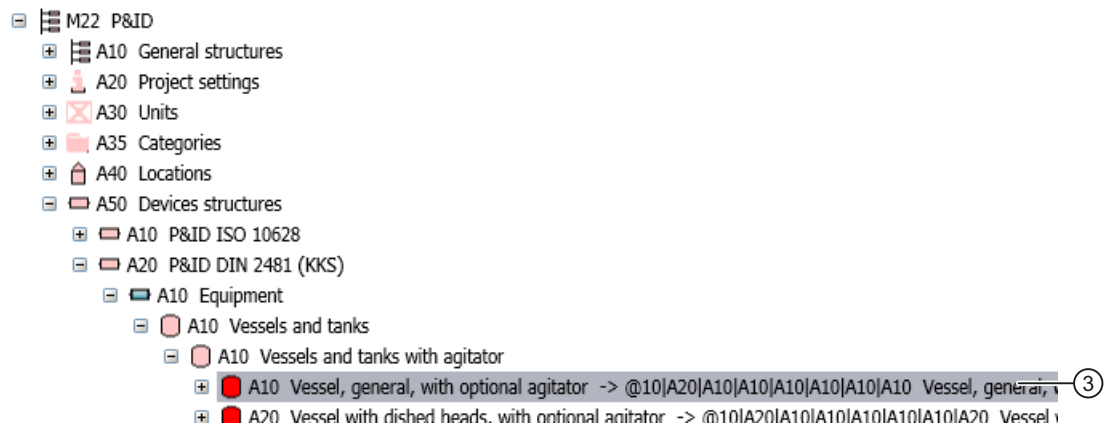 M22 P&ID
A10 General structures
A20 Project settings
A30 Units
A35 Categories
A40 Locations
A50 Devices structures
A10 P&ID ISO 10628
A20 P&ID DIN 2481 (KKS)
A10 Equipment
A10 Vessels and tanks
A10 Vessels and tanks with agitator
A10 Vessel, general, with optional agitator -> @10|A20|A10|A10|A10|A10|A10|A10 Vessel, general, 3
A20 Vessel with dished heads, with optional agitator -> @10|A20|A10|A10|A10|A10|A10|A20 Vessel